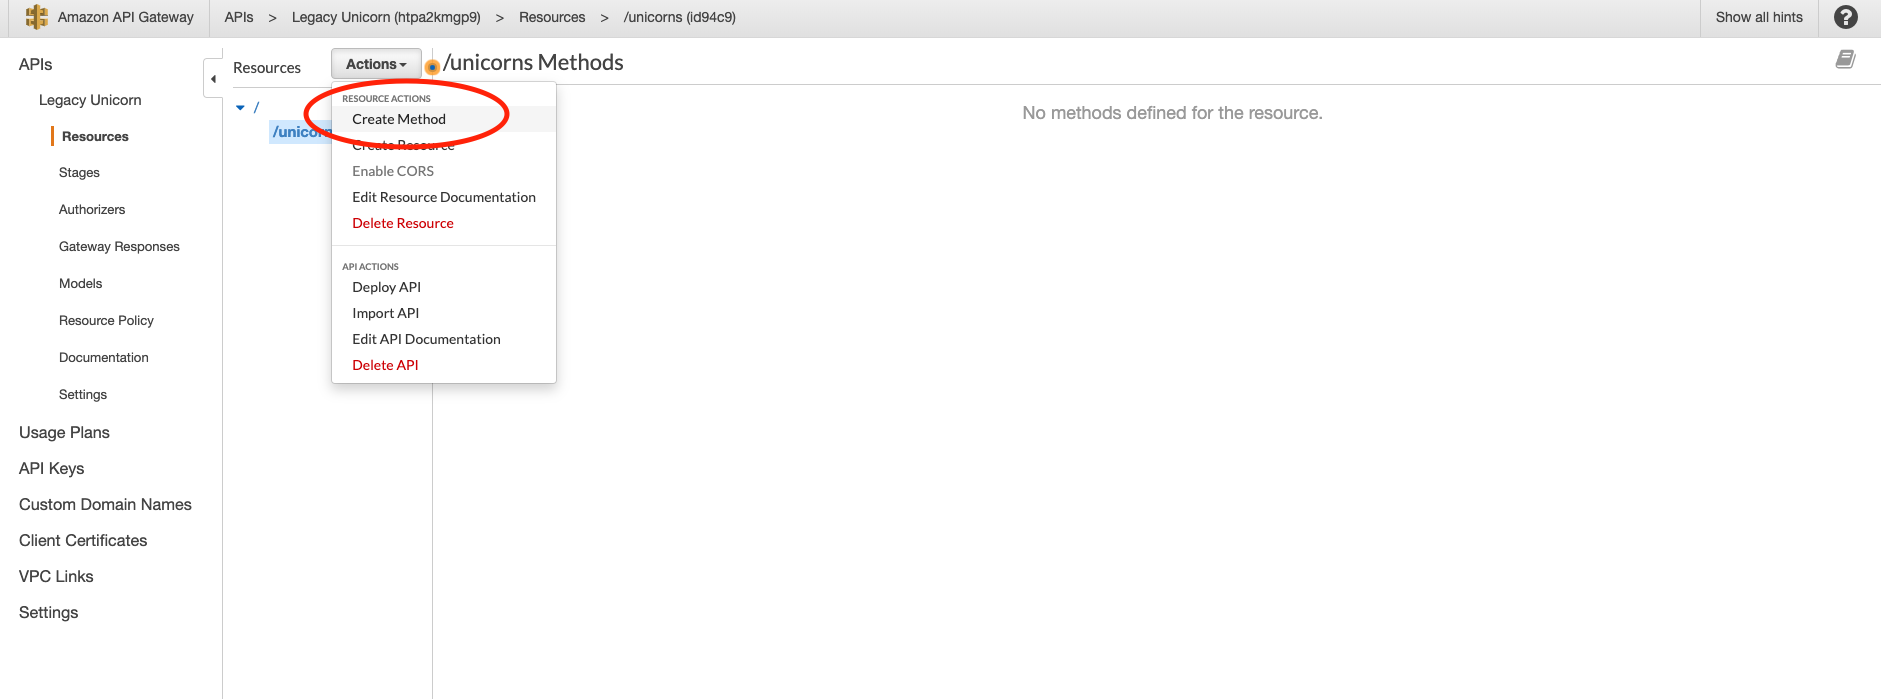 Amazon API Gateway
APIs > Legacy Unicorn (htpa2kmgp9) > Resources > /unicorns (id94c9)
Show all hints
?
APIs
Legacy Unicorn
Resources
Stages
Authorizers
Gateway Responses
Models
Resource Policy
Documentation
Settings
Usage Plans
API Keys
Custom Domain Names
Client Certificates
VPC Links
Settings
Resources
Actions
/
/unicorn
RESOURCE ACTIONS
Create Method
Create Resource
Enable CORS
Edit Resource Documentation
Delete Resource
API ACTIONS
Deploy API
Import API
Edit API Documentation
Delete API
/unicorns Methods
No methods defined for the resource.